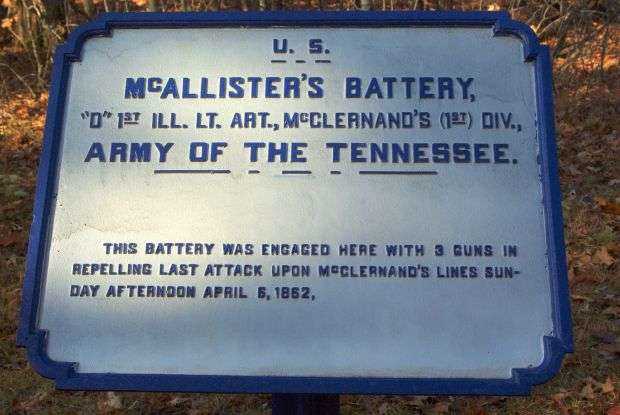 U. S.
McALLISTER'S BATTERY,
"D" 1ST ILL. LT. ART., McCLERNAND'S (1ST) DIV.,
ARMY OF THE TENNESSEE.
THIS BATTERY WAS ENGAGED HERE WITH 3 GUNS IN
REPELLING LAST ATTACK UPON McCLERNAND'S LINES SUN-
DAY AFTERNOON APRIL 6, 1862,